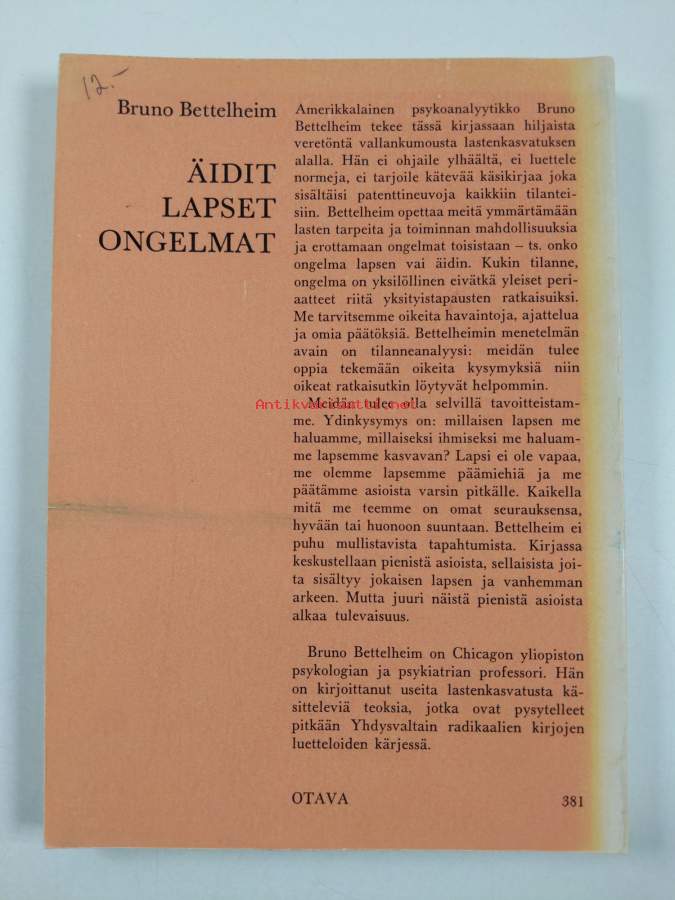 12.-
Bruno Bettelheim
ÄIDIT
LAPSET
ONGELMAT
Amerikkalainen psykoanalyytikko Bruno
Bettelheim tekee tässä kirjassaan hiljaista
veretöntä vallankumousta lastenkasvatuksen
alalla. Hän ei ohjaile ylhäältä, ei luettele
normeja, ei tarjoile kätevää käsikirjaa joka
sisältäisi patenttineuvoja kaikkiin tilantei-
siin. Bettelheim opettaa meitä ymmärtämään
lasten tarpeita ja toiminnan mahdollisuuksia
ja erottamaan ongelmat toisistaan – ts. onko
ongelma lapsen vai äidin. Kukin tilanne,
ongelma on yksilöllinen eivätkä yleiset peri-
aatteet riitä yksityistapausten ratkaisuiksi.
Me tarvitsemme oikeita havaintoja, ajattelua
ja omia päätöksiä. Bettelheimin menetelmän
avain on tilanneanalyysi: meidän tulee
oppia tekemään oikeita kysymyksiä niin
oikeat ratkaisutkin löytyvät helpommin.
Meidän tulee olla selvillä tavoitteistam-
me. Ydinkysymys on: millaisen lapsen me
haluamme, millaiseksi ihmiseksi me haluam-
me lapsemme kasvavan? Lapsi ei ole vapaa,
me olemme lapsemme päämiehiä ja me
päätämme asioista varsin pitkälle. Kaikella
mitä me teemme on omat seurauksensa,
hyvään tai huonoon suuntaan. Bettelheim ei
puhu mullistavista tapahtumista. Kirjassa
keskustellaan pienistä asioista, sellaisista joi-
ta sisältyy jokaisen lapsen ja vanhemman
arkeen. Mutta juuri näistä pienistä asioista
alkaa tulevaisuus.
Bruno Bettelheim on Chicagon yliopiston
psykologian ja psykiatrian professori. Hän
on kirjoittanut useita lastenkasvatusta kä-
sitteleviä teoksia, jotka ovat pysytelleet
pitkään Yhdysvaltain radikaalien kirjojen
luetteloiden kärjessä.
OTAVA 381
Antikvariaatti.net